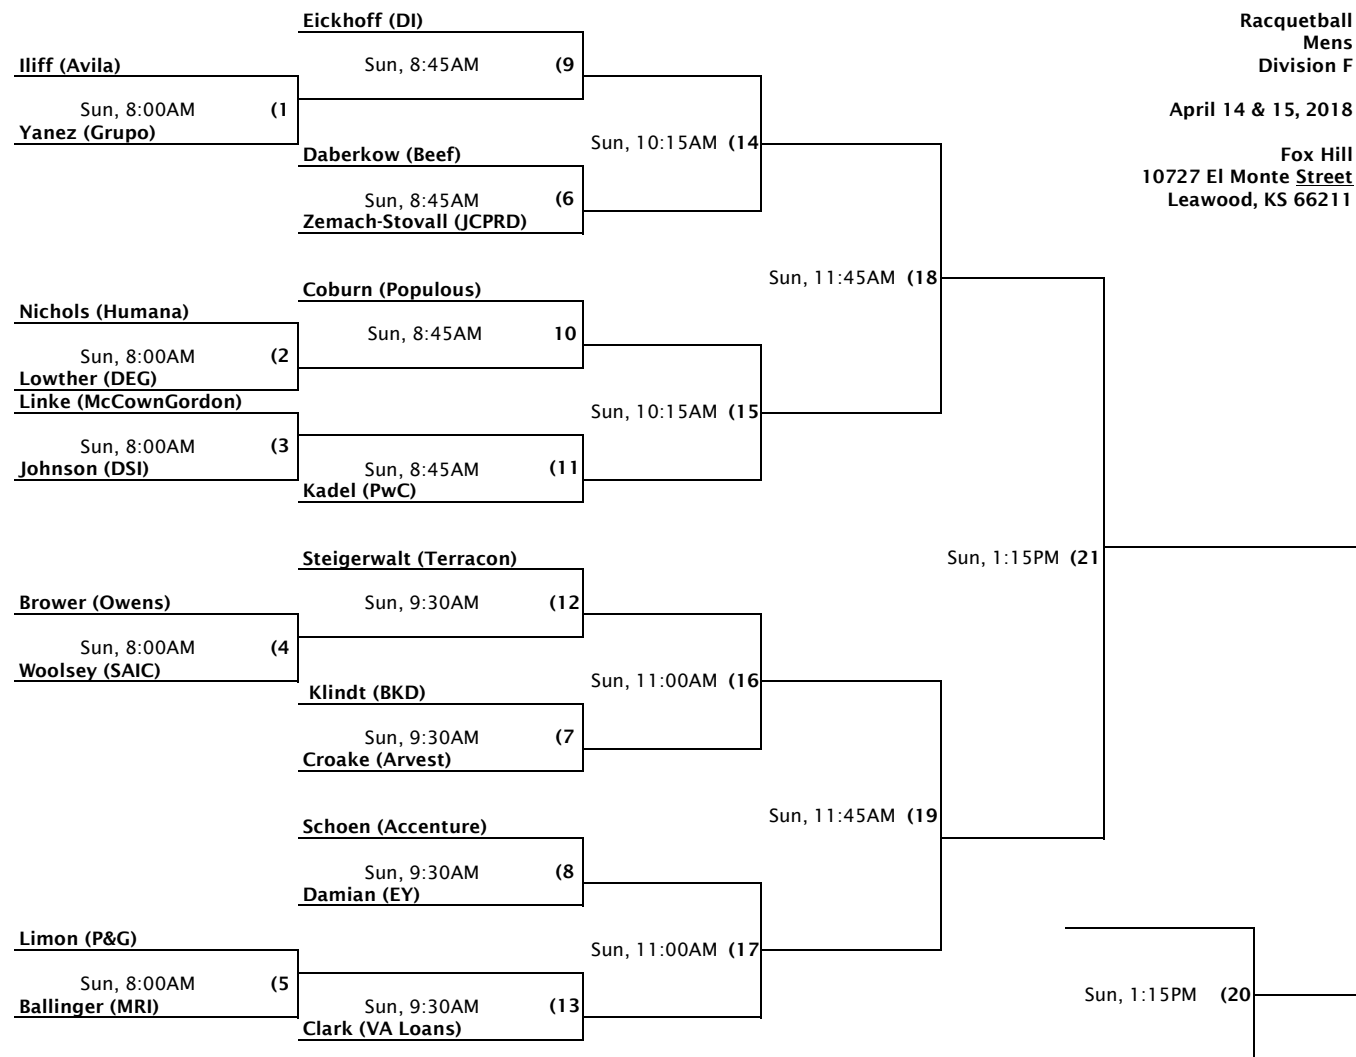 Eickhoff (DI)
Racquetball
Mens
Division F
Iliff (Avila)
Sun, 8:45AM (9
Sun, 8:00AM (1
Yanez (Grupo)
April 14 & 15, 2018
Sun, 10:15AM (14
Daberkow (Beef)
Fox Hill
10727 El Monte Street
Leawood, KS 66211
Sun, 8:45AM (6
Zemach-Stovall (JCPRD)
Sun, 11:45AM (18
Coburn (Populous)
Nichols (Humana)
Sun, 8:45AM 10
Sun, 8:00AM (2
Lowther (DEG)
Linke (McCownGordon)
Sun, 10:15AM (15
Sun, 8:00AM (3
Johnson (DSI)
Sun, 8:45AM (11
Kadel (PwC)
Steigerwalt (Terracon)
Sun, 1:15PM (21
Brower (Owens)
Sun, 9:30AM (12
Sun, 8:00AM (4
Woolsey (SAIC)
Sun, 11:00AM (16
Klindt (BKD)
Sun, 9:30AM (7
Croake (Arvest)
Sun, 11:45AM (19
Schoen (Accenture)
Sun, 9:30AM (8
Damian (EY)
Limon (P&G)
Sun, 11:00AM (17
Sun, 8:00AM (5
Ballinger (MRI)
Sun, 1:15PM (20
Sun, 9:30AM (13
Clark (VA Loans)